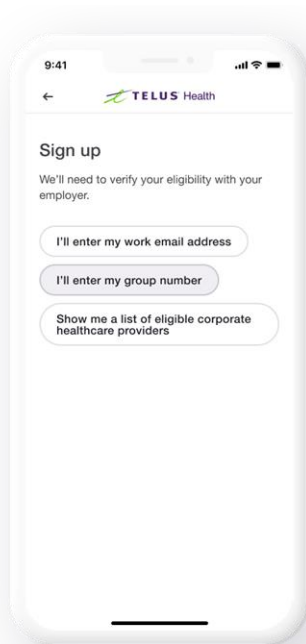 9:41
TELUS Health
Sign up
We'll need to verify your eligibility with your
employer.
I'll enter my work email address
I'll enter my group number
Show me a list of eligible corporate
healthcare providers